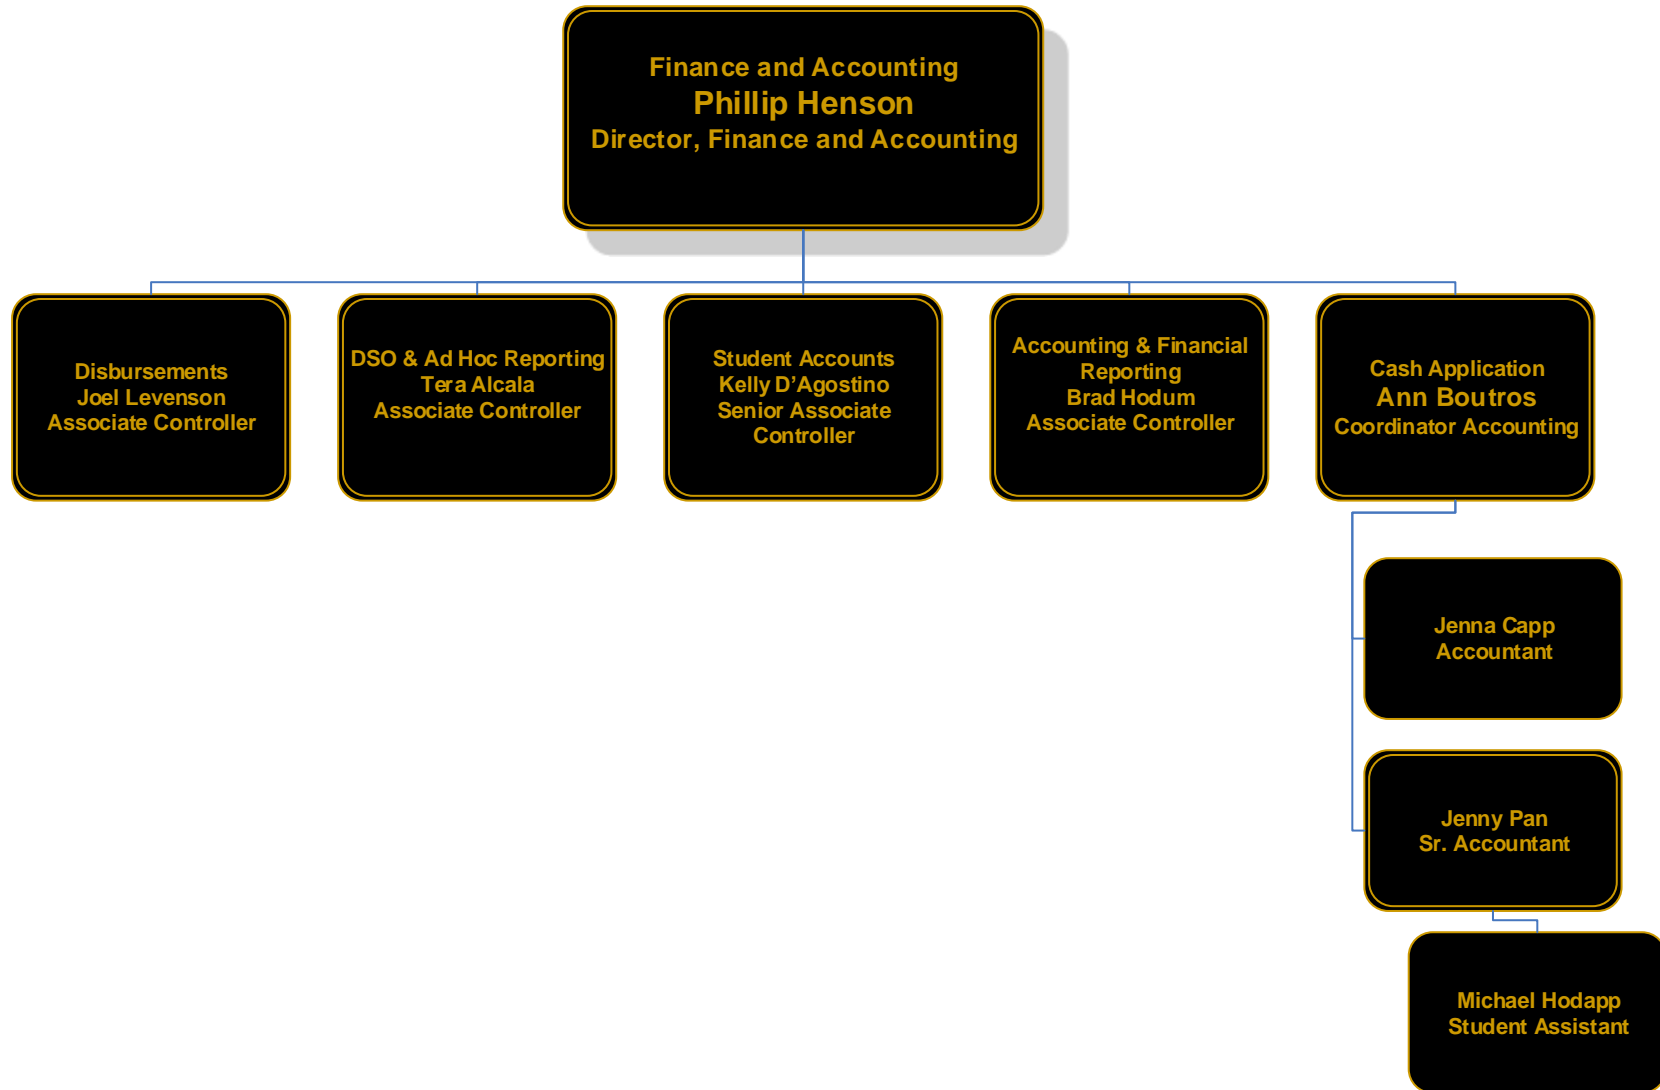 Finance and Accounting
Phillip Henson
Director, Finance and Accounting
Disbursements
Joel Levenson
Associate Controller
DSO & Ad Hoc Reporting
Tera Alcala
Associate Controller
Student Accounts
Kelly D’Agostino
Senior Associate
Controller
Accounting & Financial
Reporting
Brad Hodum
Associate Controller
Cash Application
Ann Boutros
Coordinator Accounting
Jenna Capp
Accountant
Jenny Pan
Sr. Accountant
Michael Hodapp
Student Assistant